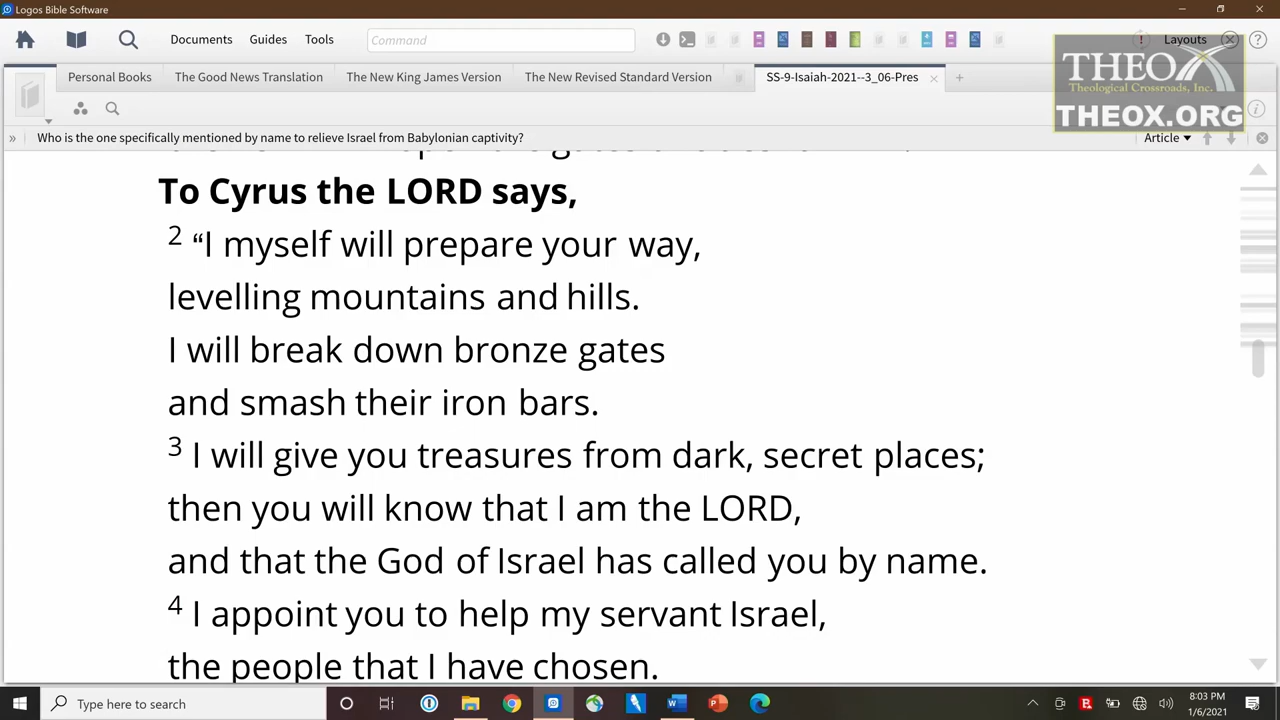 Logos Bible Software
Documents Guides Tools Command Layouts
THEOX
Theological Crossroads, Inc.
THEOX.ORG
Personal Books The Good News Translation The New King James Version The New Revised Standard Version SS-9-Isaiah-2021--3_06-Pres
Who is the one specifically mentioned by name to relieve Israel from Babylonian captivity? Article
To Cyrus the LORD says,
2 “I myself will prepare your way,
levelling mountains and hills.
I will break down bronze gates
and smash their iron bars.
3 I will give you treasures from dark, secret places;
then you will know that I am the LORD,
and that the God of Israel has called you by name.
4 I appoint you to help my servant Israel,
the people that I have chosen.
Type here to search
8:03 PM
1/6/2021